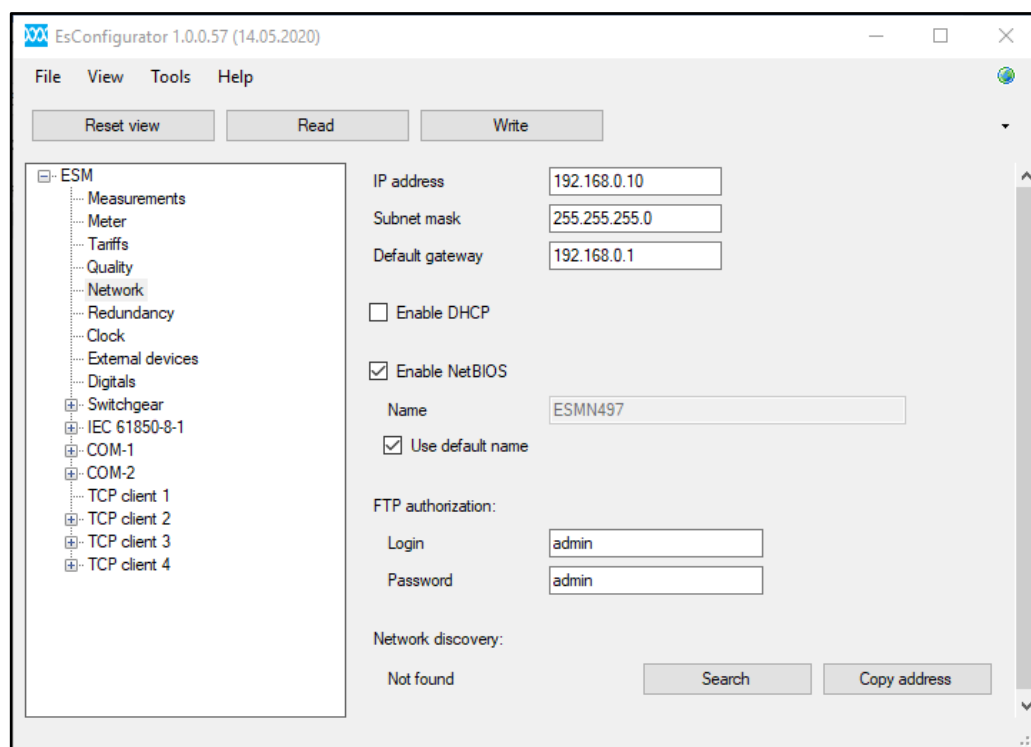 EsConfigurator 1.0.0.57 (14.05.2020)
File View Tools Help
Reset view Read Write
ESM
Measurements
Meter
Tariffs
Quality
Network
Redundancy
Clock
External devices
Digitals
Switchgear
IEC 61850-8-1
COM-1
COM-2
TCP client 1
TCP client 2
TCP client 3
TCP client 4
IP address 192.168.0.10
Subnet mask 255.255.255.0
Default gateway 192.168.0.1
Enable DHCP
Enable NetBIOS
Name ESMN497
Use default name
FTP authorization:
Login admin
Password admin
Network discovery:
Not found Search Copy address